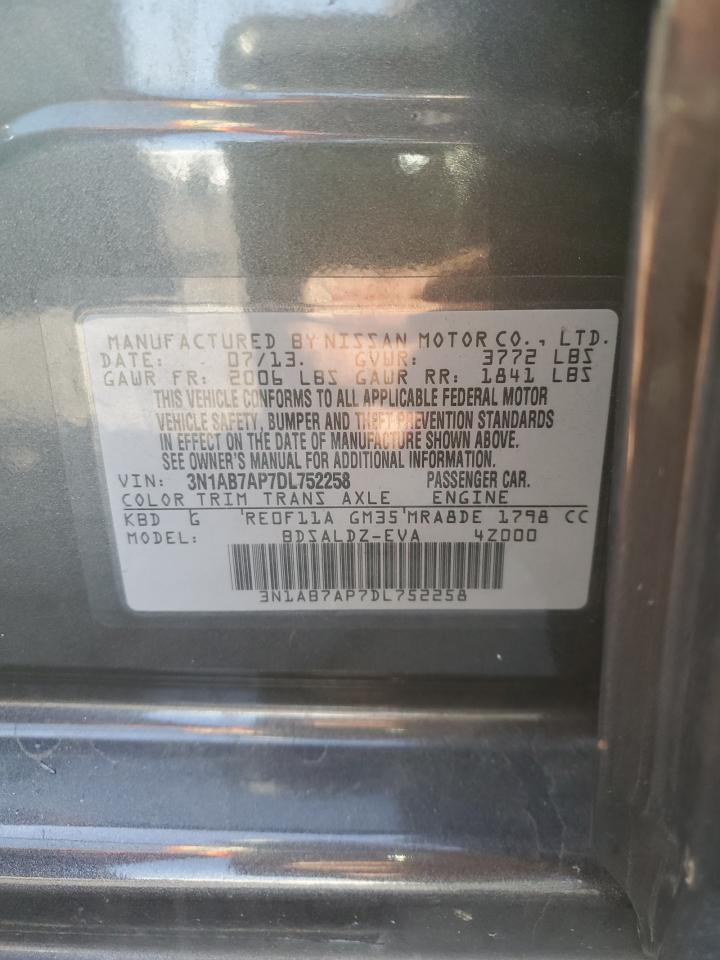 MANUFACTURED BY NISSAN MOTOR CO., LTD.
DATE: 07/13. GVWR: 3772 LBS
GAWR FR: 2006 LBS GAWR RR: 1841 LBS
THIS VEHICLE CONFORMS TO ALL APPLICABLE FEDERAL MOTOR
VEHICLE SAFETY, BUMPER AND THEFT PREVENTION STANDARDS
IN EFFECT ON THE DATE OF MANUFACTURE SHOWN ABOVE.
SEE OWNER'S MANUAL FOR ADDITIONAL INFORMATION.
VIN: 3N1AB7AP7DL752258 PASSENGER CAR.
COLOR TRIM TRANS AXLE ENGINE
KBD G RE0F11A GM35 MRA8DE 1798 CC
MODEL: BDSALDZ-EVA 4Z000
3N1AB7AP7DL752258